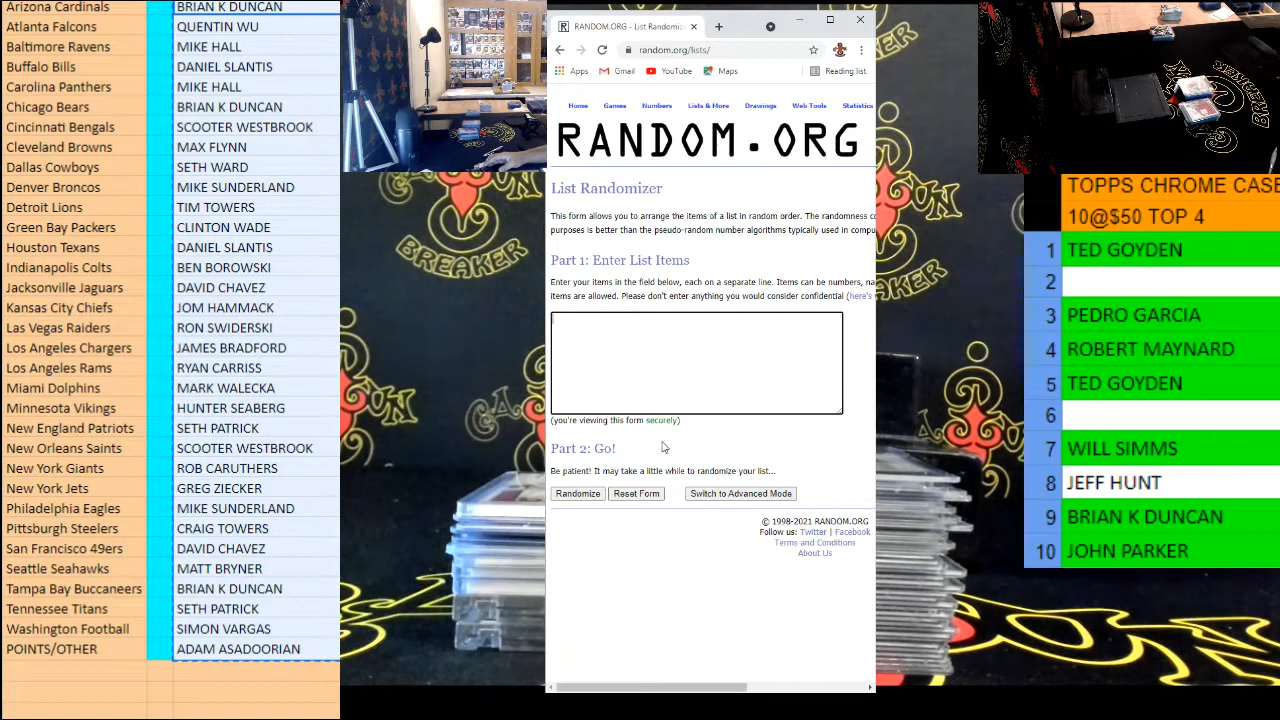 Arizona Cardinals BRIAN K DUNCAN
Atlanta Falcons QUENTIN WU
Baltimore Ravens MIKE HALL
Buffalo Bills DANIEL SLANTIS
Carolina Panthers MIKE HALL
Chicago Bears BRIAN K DUNCAN
Cincinnati Bengals SCOOTER WESTBROOK
Cleveland Browns MAX FLYNN
Dallas Cowboys SETH WARD
Denver Broncos MIKE SUNDERLAND
Detroit Lions TIM TOWERS
Green Bay Packers CLINTON WADE
Houston Texans DANIEL SLANTIS
Indianapolis Colts BEN BOROWSKI
Jacksonville Jaguars DAVID CHAVEZ
Kansas City Chiefs JOM HAMMACK
Las Vegas Raiders RON SWIDERSKI
Los Angeles Chargers JAMES BRADFORD
Los Angeles Rams RYAN CARRISS
Miami Dolphins MARK WALECKA
Minnesota Vikings HUNTER SEABERG
New England Patriots SETH PATRICK
New Orleans Saints SCOOTER WESTBROOK
New York Giants ROB CARUTHERS
New York Jets GREG ZIECKER
Philadelphia Eagles MIKE SUNDERLAND
Pittsburgh Steelers CRAIG TOWERS
San Francisco 49ers DAVID CHAVEZ
Seattle Seahawks MATT BRYNER
Tampa Bay Buccaneers BRIAN K DUNCAN
Tennessee Titans SETH PATRICK
Washington Football SIMON VARGAS
POINTS/OTHER ADAM ASADOORIAN
RANDOM.ORG - List Randomiz
random.org/lists/
Apps Gmail YouTube Maps Reading list
Home Games Numbers Lists & More Drawings Web Tools Statistics
RANDOM.ORG
List Randomizer
This form allows you to arrange the items of a list in random order. The randomness c
purposes is better than the pseudo-random number algorithms typically used in compu
Part 1: Enter List Items
Enter your items in the field below, each on a separate line. Items can be numbers, na
items are allowed. Please don't enter anything you would consider confidential (here's
(you're viewing this form securely)
Part 2: Go!
Be patient! It may take a little while to randomize your list...
Randomize Reset Form Switch to Advanced Mode
© 1998-2021 RANDOM.ORG
Follow us: Twitter | Facebook
Terms and Conditions
About Us
BREAKER
TOPPS CHROME CASE
10@$50 TOP 4
1 TED GOYDEN
2
3 PEDRO GARCIA
4 ROBERT MAYNARD
5 TED GOYDEN
6
7 WILL SIMMS
8 JEFF HUNT
9 BRIAN K DUNCAN
10 JOHN PARKER